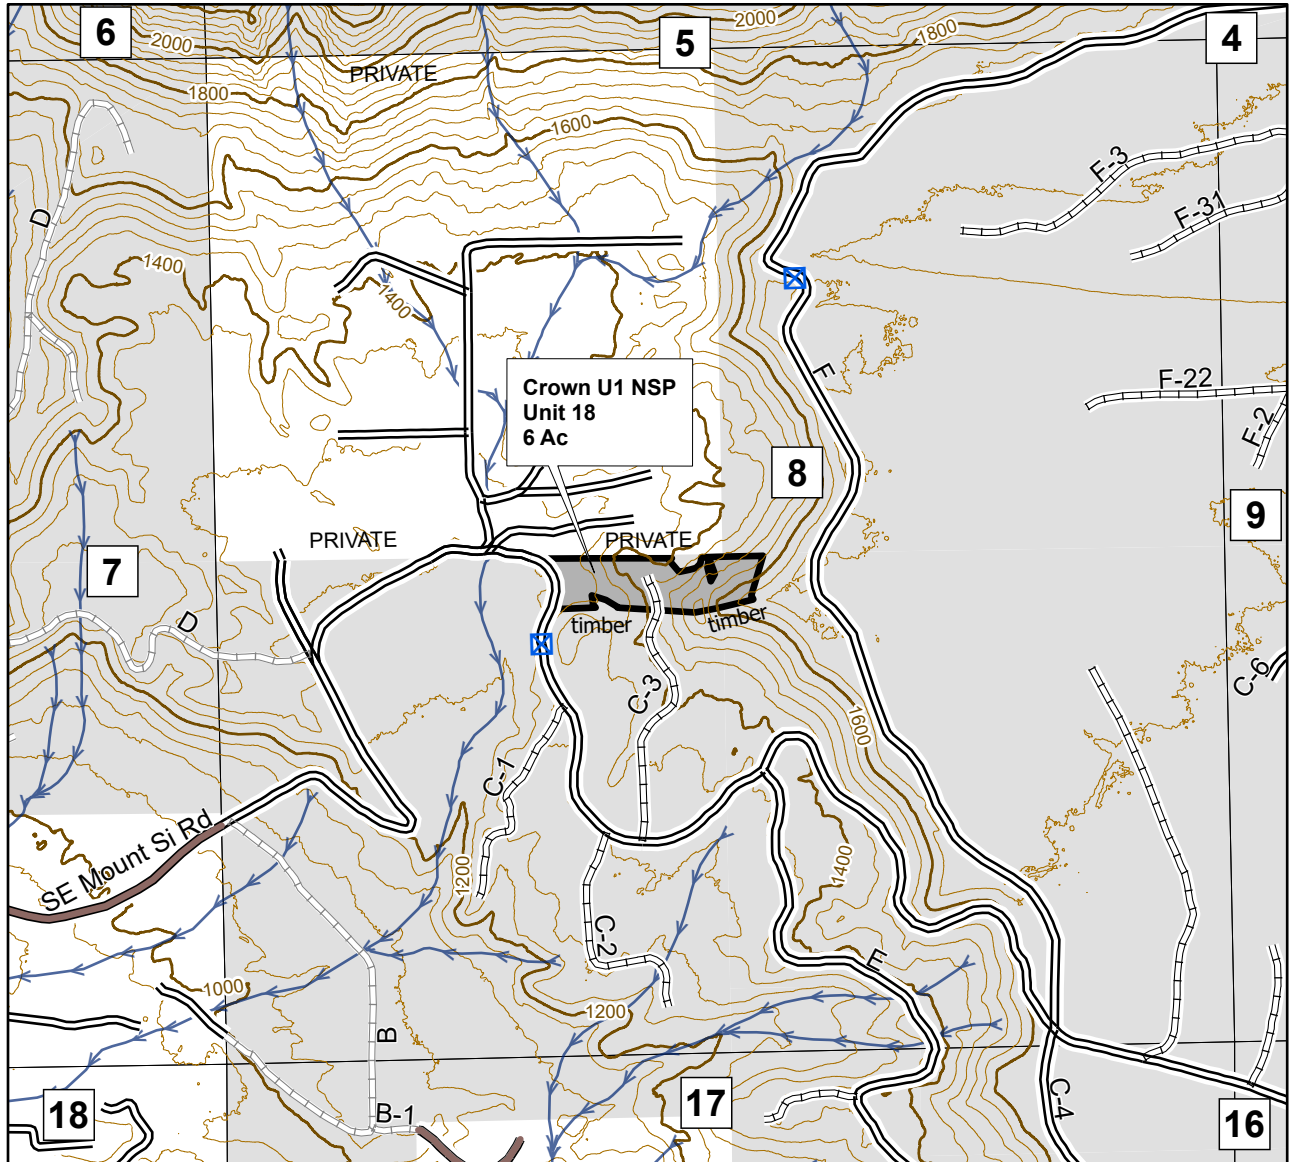 6
5
4
2000
2000
1800
PRIVATE
1800
1600
F-3
F-31
D
1400
1400
F
F-22
F-2
Crown U1 NSP
Unit 18
6 Ac
8
9
PRIVATE
PRIVATE
7
D
timber
timber
C-3
C-6
1600
C-1
SE Mount Si Rd
1200
1400
C-2
F
1000
1200
B
B-1
18
17
C-4
16